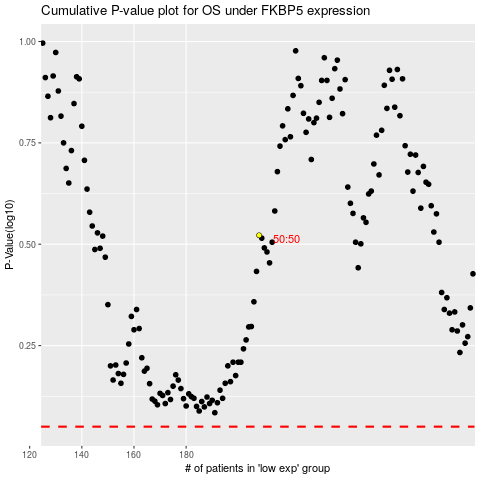 Cumulative P-value plot for OS under FKBP5 expression
1.00
0.75
0.50
0.25
P-Value(log10)
50:50
120 140 160 180
# of patients in 'low exp' group